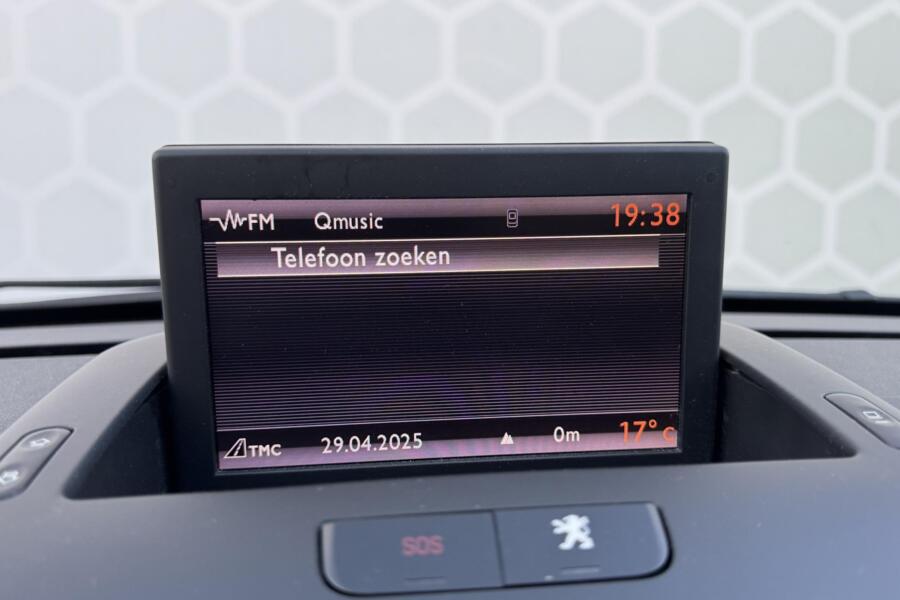 FM Qmusic 19:38
Telefoon zoeken
TMC 29.04.2025 0m 17° C
SOS